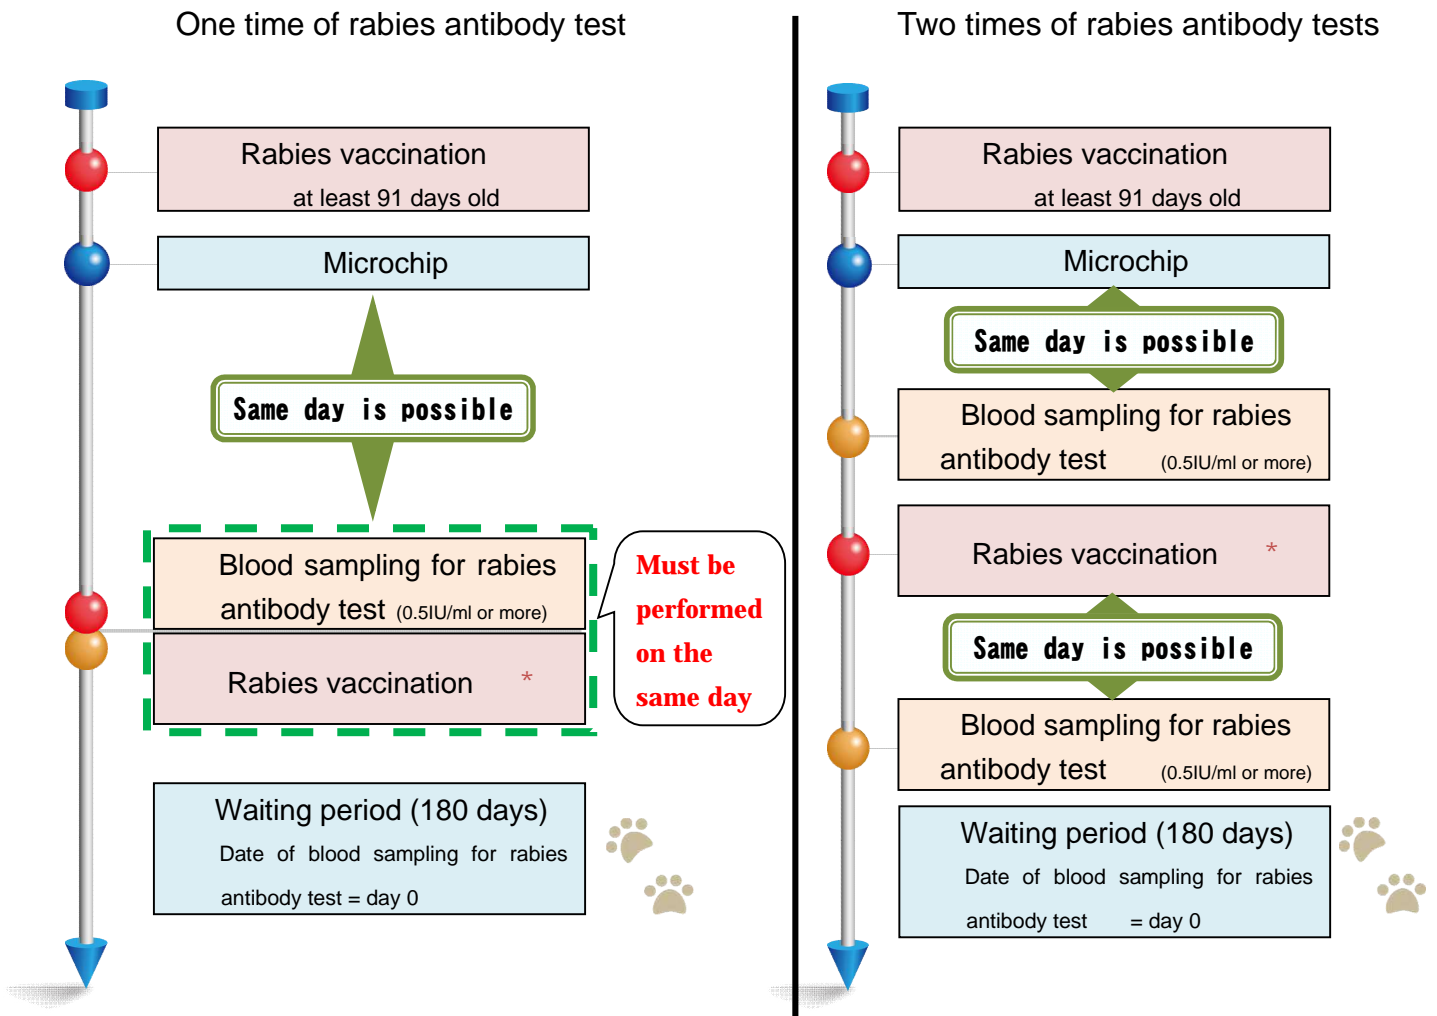 One time of rabies antibody test
Rabies vaccination
at least 91 days old
Microchip
Same day is possible
Blood sampling for rabies
antibody test (0.5IU/ml or more)
Rabies vaccination *
Must be
performed
on the
same day
Waiting period (180 days)
Date of blood sampling for rabies
antibody test = day 0
Two times of rabies antibody tests
Rabies vaccination
at least 91 days old
Microchip
Same day is possible
Blood sampling for rabies
antibody test (0.5IU/ml or more)
Rabies vaccination *
Same day is possible
Blood sampling for rabies
antibody test (0.5IU/ml or more)
Waiting period (180 days)
Date of blood sampling for rabies
antibody test = day 0